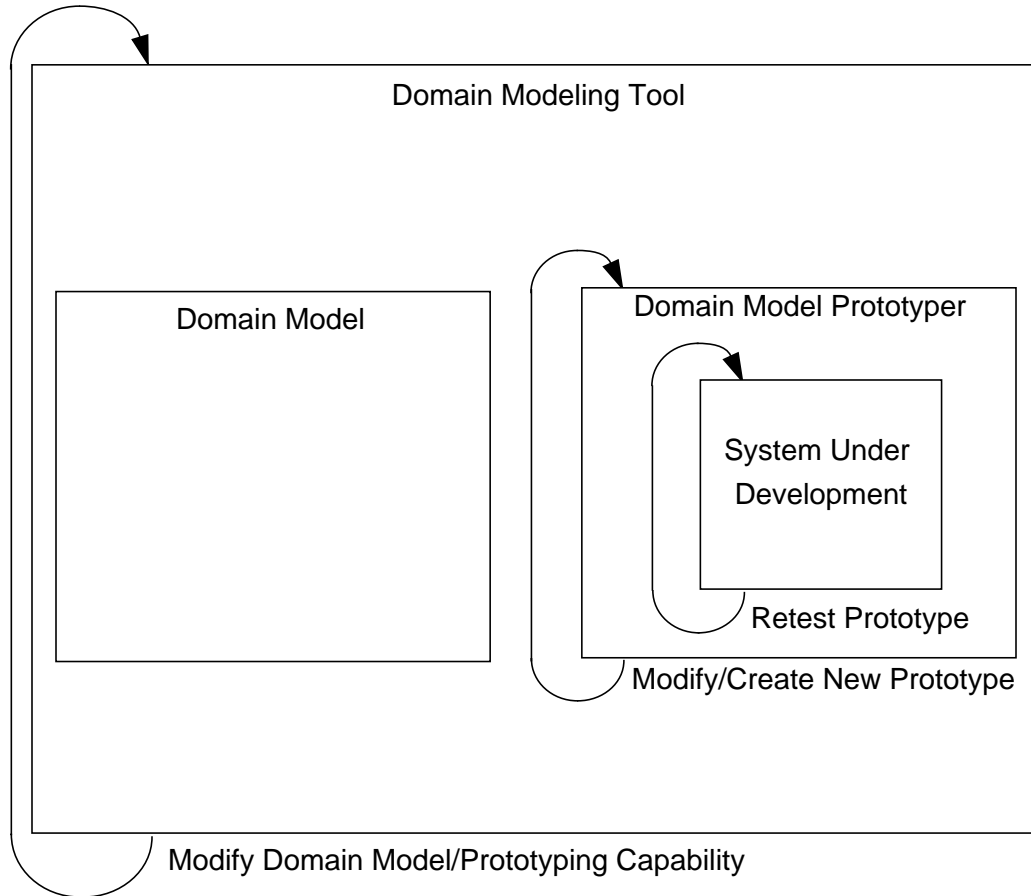 Domain Modeling Tool
Domain Model
Domain Model Prototyper
System Under
Development
Retest Prototype
Modify/Create New Prototype
Modify Domain Model/Prototyping Capability